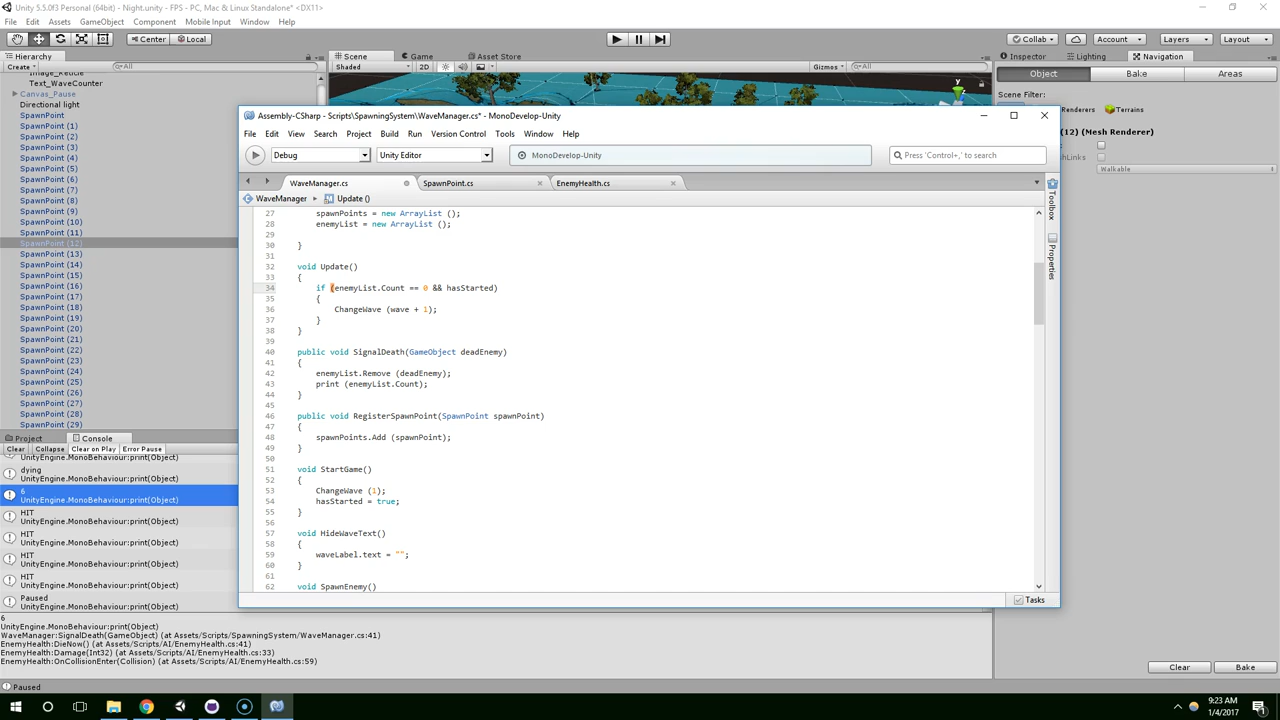 Unity 5.5.0f3 Personal (64bit) - Night.unity - FPS - PC, Mac & Linux Standalone* <DX11>
File Edit Assets GameObject Component Mobile Input Window Help
Center Local Collab Account Layers Layout
Hierarchy Scene Game Asset Store Inspector Lighting Navigation
Create All Shaded 2D Gizmos All Object Bake Areas
Image_Reticle
Text_WaveCounter
Canvas_Pause
Directional light
SpawnPoint
SpawnPoint (1)
SpawnPoint (2)
SpawnPoint (3)
SpawnPoint (4)
SpawnPoint (5)
SpawnPoint (6)
SpawnPoint (7)
SpawnPoint (8)
SpawnPoint (9)
SpawnPoint (10)
SpawnPoint (11)
SpawnPoint (12)
SpawnPoint (13)
SpawnPoint (14)
SpawnPoint (15)
SpawnPoint (16)
SpawnPoint (17)
SpawnPoint (18)
SpawnPoint (19)
SpawnPoint (20)
SpawnPoint (21)
SpawnPoint (22)
SpawnPoint (23)
SpawnPoint (24)
SpawnPoint (25)
SpawnPoint (26)
SpawnPoint (27)
SpawnPoint (28)
SpawnPoint (29)
y
Scene Filter:
Renderers Terrains
(12) (Mesh Renderer)
MeshLinks
Walkable
Assembly-CSharp - Scripts\SpawningSystem\WaveManager.cs* - MonoDevelop-Unity
File Edit View Search Project Build Run Version Control Tools Window Help
Debug Unity Editor MonoDevelop-Unity Press 'Control+,' to search
WaveManager.cs SpawnPoint.cs EnemyHealth.cs
WaveManager Update ()
Toolbox
Properties
27 spawnPoints = new ArrayList ();
28 enemyList = new ArrayList ();
29
30 }
31
32 void Update()
33 {
34 if (enemyList.Count == 0 && hasStarted)
35 {
36 ChangeWave (wave + 1);
37 }
38 }
39
40 public void SignalDeath(GameObject deadEnemy)
41 {
42 enemyList.Remove (deadEnemy);
43 print (enemyList.Count);
44 }
45
46 public void RegisterSpawnPoint(SpawnPoint spawnPoint)
47 {
48 spawnPoints.Add (spawnPoint);
49 }
50
51 void StartGame()
52 {
53 ChangeWave (1);
54 hasStarted = true;
55 }
56
57 void HideWaveText()
58 {
59 waveLabel.text = "";
60 }
61
62 void SpawnEnemy()
Tasks
Project Console
Clear Collapse Clear on Play Error Pause
UnityEngine.MonoBehaviour:print(Object)
dying
UnityEngine.MonoBehaviour:print(Object)
6
UnityEngine.MonoBehaviour:print(Object)
HIT
UnityEngine.MonoBehaviour:print(Object)
HIT
UnityEngine.MonoBehaviour:print(Object)
HIT
UnityEngine.MonoBehaviour:print(Object)
HIT
UnityEngine.MonoBehaviour:print(Object)
Paused
UnityEngine.MonoBehaviour:print(Object)
6
UnityEngine.MonoBehaviour:print(Object)
WaveManager:SignalDeath(GameObject) (at Assets/Scripts/SpawningSystem/WaveManager.cs:41)
EnemyHealth:DieNow() (at Assets/Scripts/AI/EnemyHealth.cs:41)
EnemyHealth:Damage(Int32) (at Assets/Scripts/AI/EnemyHealth.cs:33)
EnemyHealth:OnCollisionEnter(Collision) (at Assets/Scripts/AI/EnemyHealth.cs:59)
Clear Bake
Paused
9:23 AM
1/4/2017